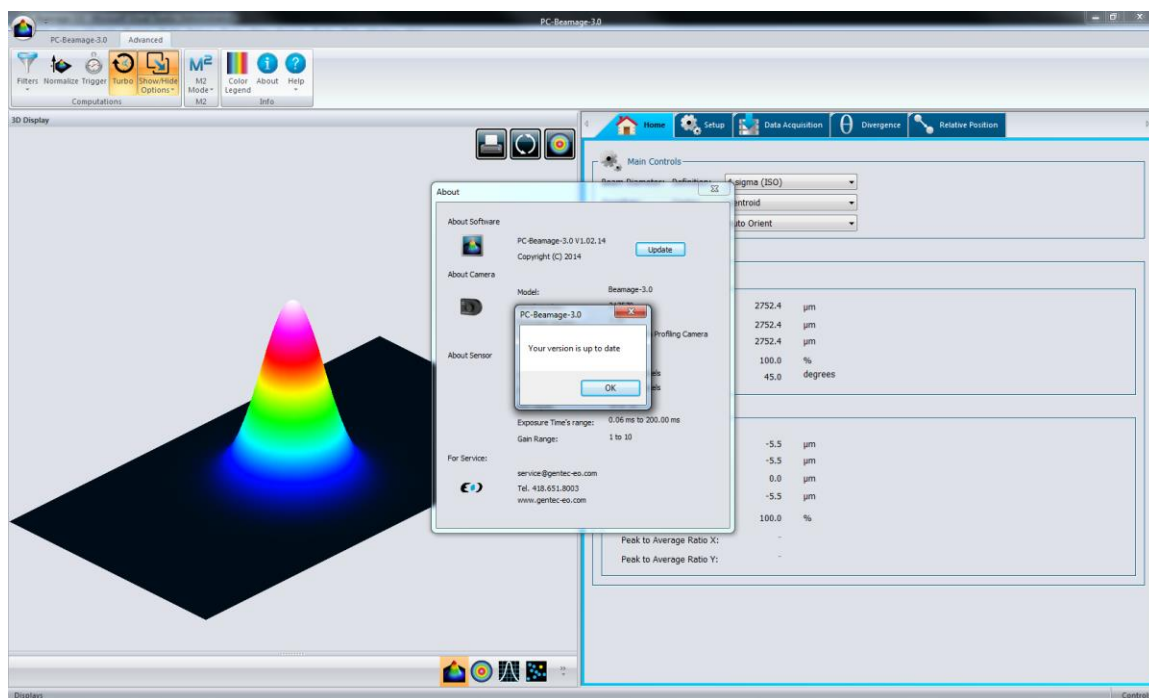 PC-Beamage-3.0
PC-Beamage-3.0 Advanced
Filters Normalize Trigger Turbo Show/Hide Options
M² M2 Mode
Color Legend About Help
Computations M2 Info
3D Display
Home Setup Data Acquisition Divergence Relative Position
Main Controls
sigma (ISO)
entroid
uto Orient
About
About Software
PC-Beamage-3.0 V1.02.14
Copyright (C) 2014
Update
About Camera
Model: Beamage-3.0
PC-Beamage-3.0
Profiling Camera
Your version is up to date
OK
About Sensor
els
els
Exposure Time's range: 0.06 ms to 200.00 ms
Gain Range: 1 to 10
For Service:
service@gentec-eo.com
Tel. 418.651.8003
www.gentec-eo.com
2752.4 µm
2752.4 µm
2752.4 µm
100.0 %
45.0 degrees
-5.5 µm
-5.5 µm
0.0 µm
-5.5 µm
100.0 %
Peak to Average Ratio X: -
Peak to Average Ratio Y: -
Displays
Control